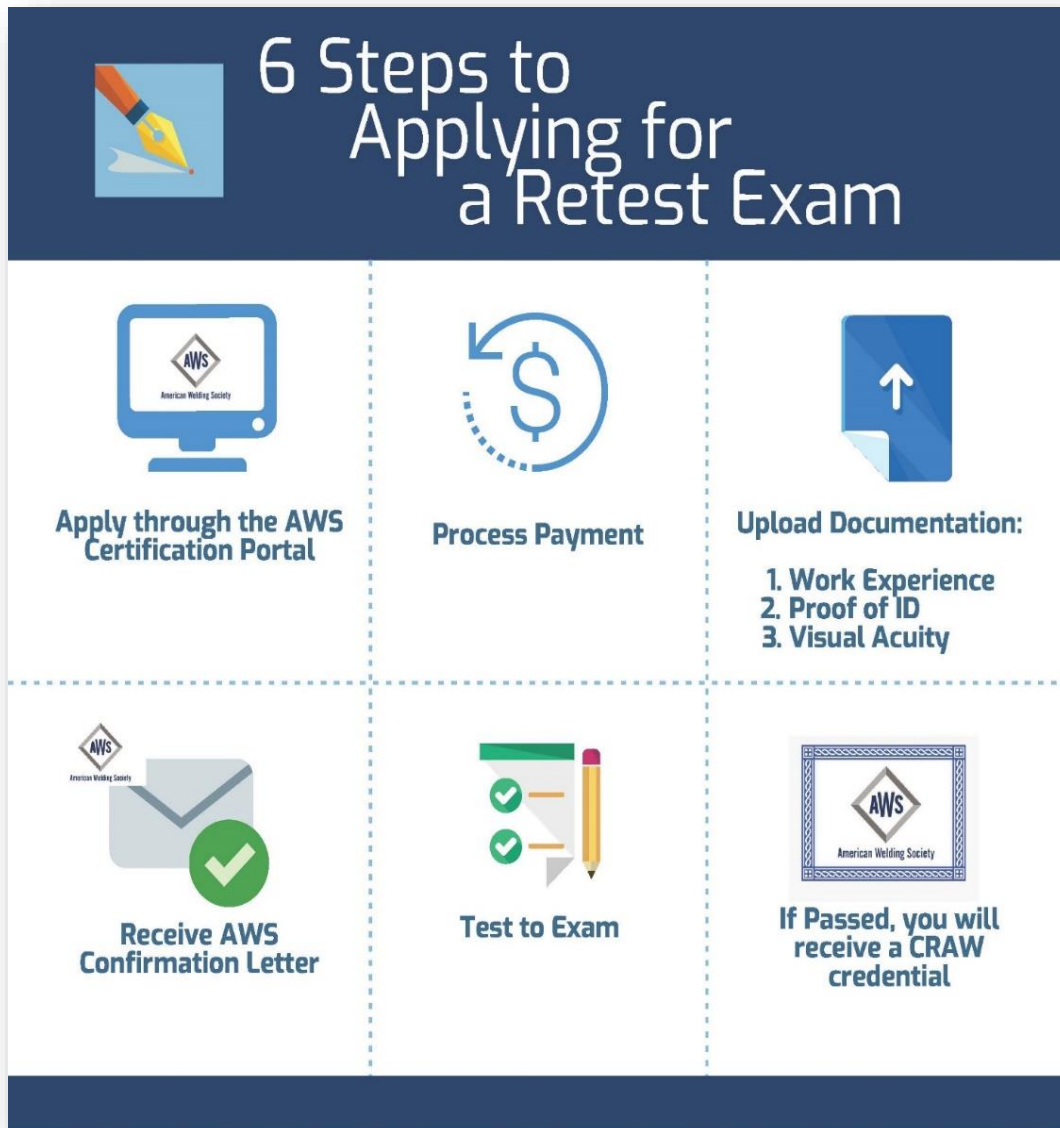 6 Steps to
Applying for
a Retest Exam
AWS
American Welding Society
Apply through the AWS
Certification Portal
$
Process Payment
Upload Documentation:
1. Work Experience
2. Proof of ID
3. Visual Acuity
AWS
American Welding Society
Receive AWS
Confirmation Letter
Test to Exam
AWS
American Welding Society
If Passed, you will
receive a CRAW
credential